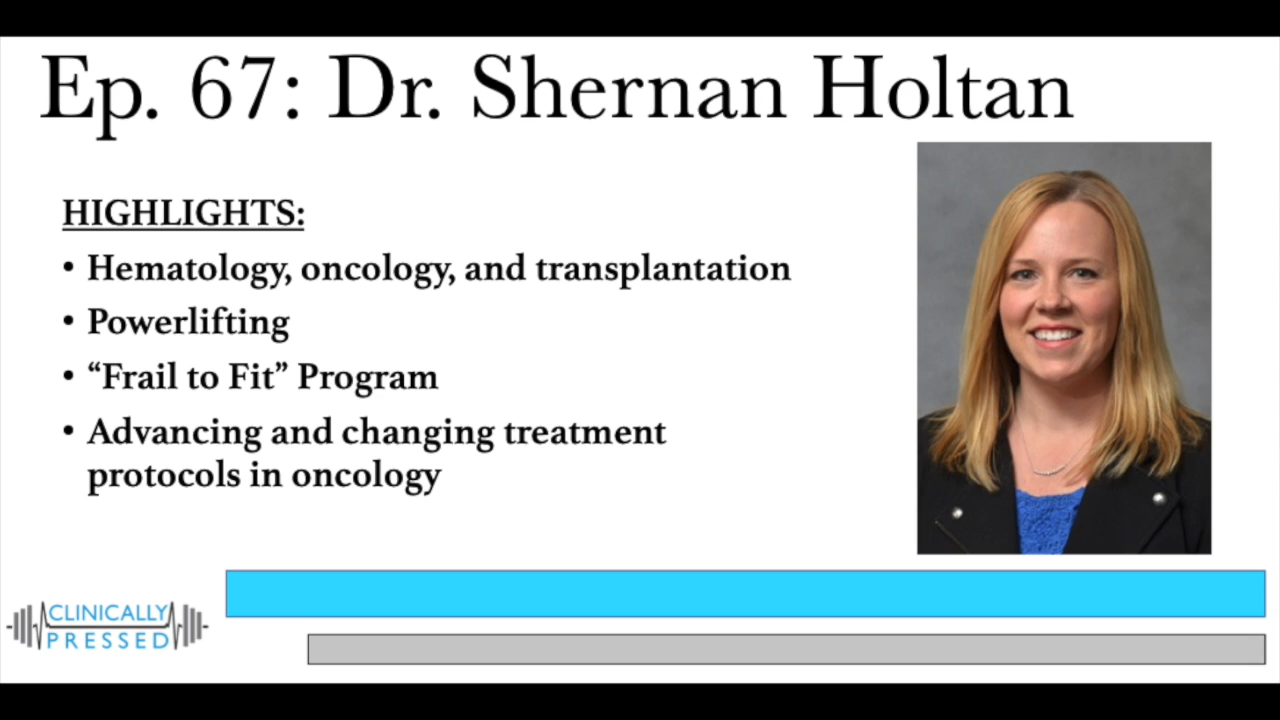 Ep. 67: Dr. Shernan Holtan
HIGHLIGHTS:
• Hematology, oncology, and transplantation
• Powerlifting
• “Frail to Fit” Program
• Advancing and changing treatment
protocols in oncology
CLINICALLY
PRESSED